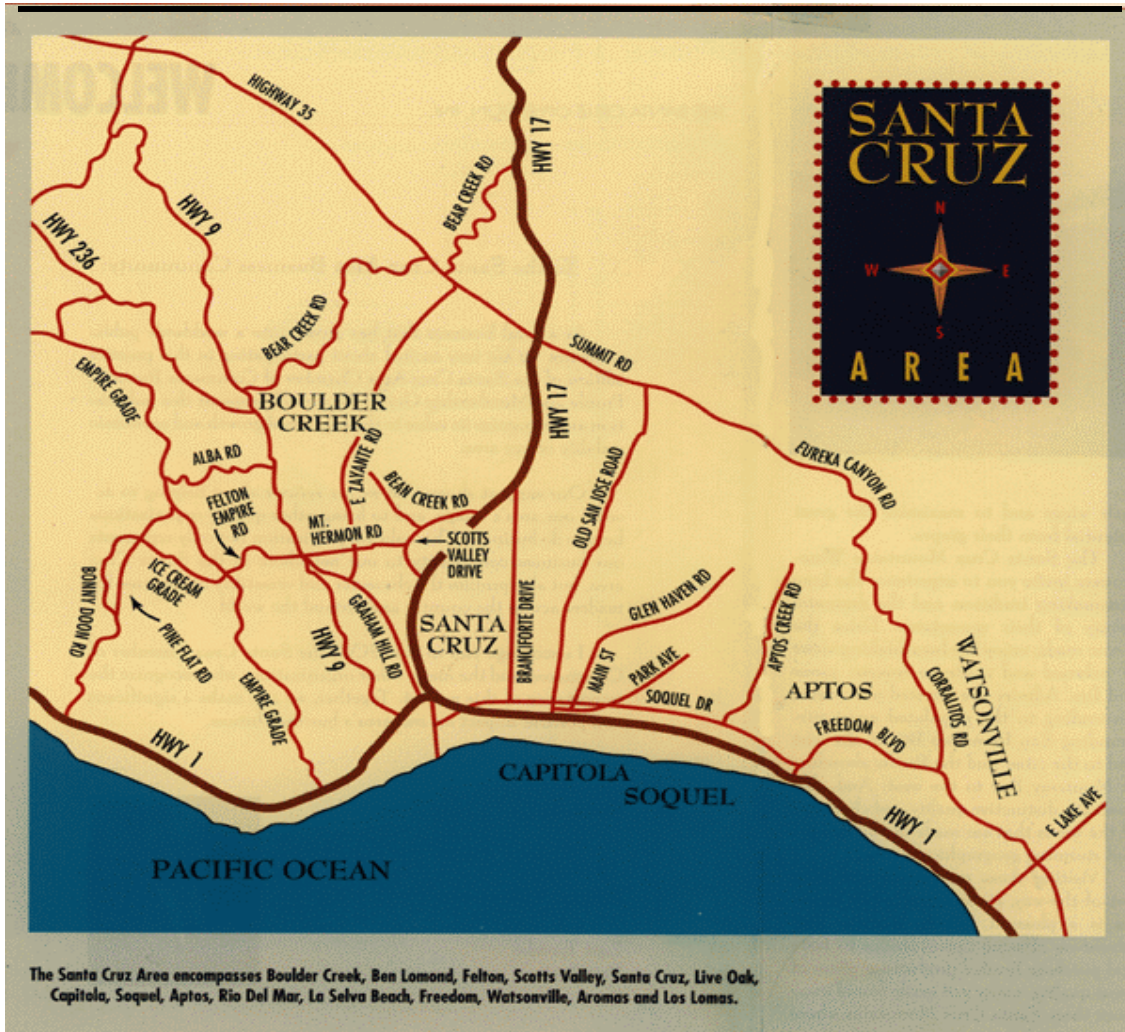 WELCOM
HIGHWAY 35
HWY 17
BEAR CREEK RD
SANTA
CRUZ
N
W
E
S
AREA
HWY 9
HWY 236
BEAR CREEK RD
SUMMIT RD
EMPIRE GRADE
BOULDER
CREEK
HWY 17
ALBA RD
E ZAYANTE RD
BEAN CREEK RD
OLD SAN JOSE ROAD
EUREKA CANYON RD
FELTON
EMPIRE
RD
MT.
HERMON RD
SCOTTS
VALLEY
DRIVE
BONNY DOON RD
ICE CREAM
GRADE
PINE FLAT RD
EMPIRE GRADE
HWY 9
GRAHAM HILL RD
SANTA
CRUZ
BRANCIFORTE DRIVE
GLEN HAVEN RD
MAIN ST
PARK AVE
SOQUEL DR
APTOS CREEK RD
APTOS
FREEDOM BLVD
CORRALITOS RD
WATSONVILLE
HWY 1
CAPITOLA
SOQUEL
HWY 1
E LAKE AVE
PACIFIC OCEAN
The Santa Cruz Area encompasses Boulder Creek, Ben Lomond, Felton, Scotts Valley, Santa Cruz, Live Oak,
Capitola, Soquel, Aptos, Rio Del Mar, La Selva Beach, Freedom, Watsonville, Aromas and Los Lomas.